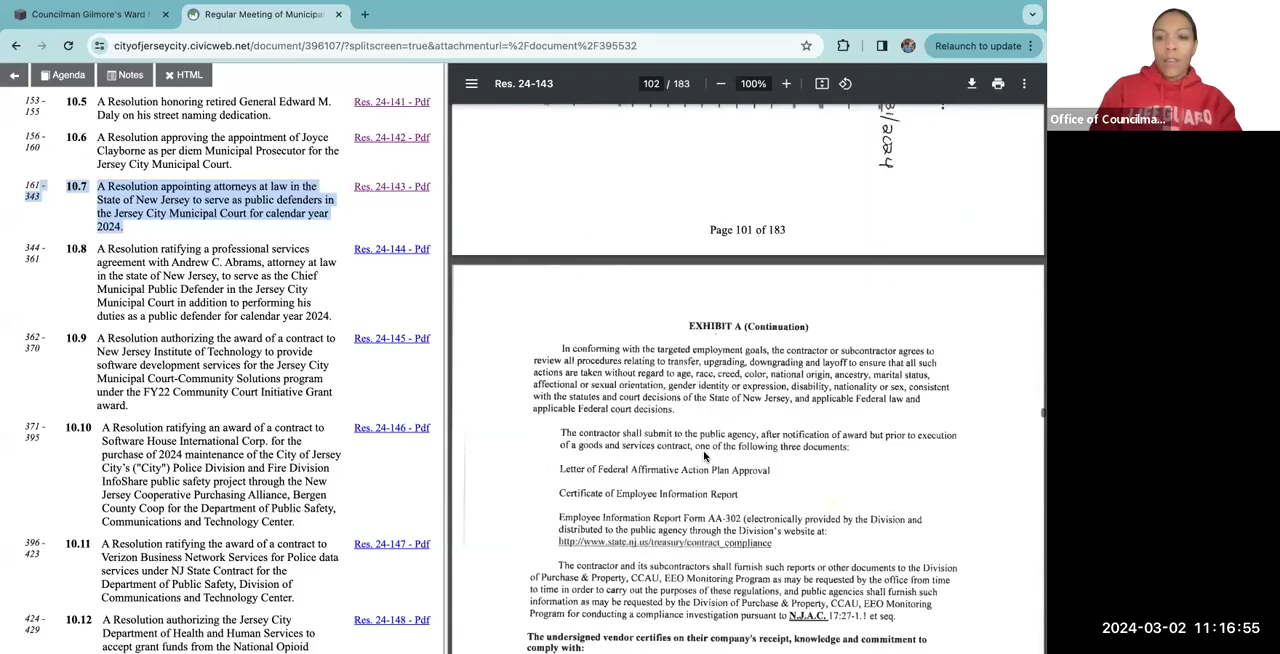 Councilman Gilmore's Ward F
Regular Meeting of Municipal
cityofjerseycity.civicweb.net/document/396107/?splitscreen=true&attachmenturl=%2Fdocument%2F395532
Relaunch to update
Agenda
Notes
HTML
Res. 24-143
102 / 183
100%
153 -
155
10.5
A Resolution honoring retired General Edward M.
Daly on his street naming dedication.
Res. 24-141 - Pdf
156 -
160
10.6
A Resolution approving the appointment of Joyce
Clayborne as per diem Municipal Prosecutor for the
Jersey City Municipal Court.
Res. 24-142 - Pdf
161 -
343
10.7
A Resolution appointing attorneys at law in the
State of New Jersey to serve as public defenders in
the Jersey City Municipal Court for calendar year
2024.
Res. 24-143 - Pdf
344 -
361
10.8
A Resolution ratifying a professional services
agreement with Andrew C. Abrams, attorney at law
in the state of New Jersey, to serve as the Chief
Municipal Public Defender in the Jersey City
Municipal Court in addition to performing his
duties as a public defender for calendar year 2024.
Res. 24-144 - Pdf
362 -
370
10.9
A Resolution authorizing the award of a contract to
New Jersey Institute of Technology to provide
software development services for the Jersey City
Municipal Court-Community Solutions program
under the FY22 Community Court Initiative Grant
award.
Res. 24-145 - Pdf
371 -
395
10.10
A Resolution ratifying an award of a contract to
Software House International Corp. for the
purchase of 2024 maintenance of the City of Jersey
City's ("City") Police Division and Fire Division
InfoShare public safety project through the New
Jersey Cooperative Purchasing Alliance, Bergen
County Coop for the Department of Public Safety,
Communications and Technology Center.
Res. 24-146 - Pdf
396 -
423
10.11
A Resolution ratifying the award of a contract to
Verizon Business Network Services for Police data
services under NJ State Contract for the
Department of Public Safety, Division of
Communications and Technology Center.
Res. 24-147 - Pdf
424 -
429
10.12
A Resolution authorizing the Jersey City
Department of Health and Human Services to
accept grant funds from the National Opioid
Res. 24-148 - Pdf
/2024
Page 101 of 183
EXHIBIT A (Continuation)
In conforming with the targeted employment goals, the contractor or subcontractor agrees to
review all procedures relating to transfer, upgrading, downgrading and layoff to ensure that all such
actions are taken without regard to age, race, creed, color, national origin, ancestry, marital status,
affectional or sexual orientation, gender identity or expression, disability, nationality or sex, consistent
with the statutes and court decisions of the State of New Jersey, and applicable Federal law and
applicable Federal court decisions.
The contractor shall submit to the public agency, after notification of award but prior to execution
of a goods and services contract, one of the following three documents:
Letter of Federal Affirmative Action Plan Approval
Certificate of Employee Information Report
Employee Information Report Form AA-302 (electronically provided by the Division and
distributed to the public agency through the Division's website at:
http://www.state.nj.us/treasury/contract_compliance
The contractor and its subcontractors shall furnish such reports or other documents to the Division
of Purchase & Property, CCAU, EEO Monitoring Program as may be requested by the office from time
to time in order to carry out the purposes of these regulations, and public agencies shall furnish such
information as may be requested by the Division of Purchase & Property, CCAU, EEO Monitoring
Program for conducting a compliance investigation pursuant to N.J.A.C. 17:27-1.1 et seq.
The undersigned vendor certifies on their company's receipt, knowledge and commitment to
comply with:
LIFEGUARD
Office of Councilma...
2024-03-02 11:16:55